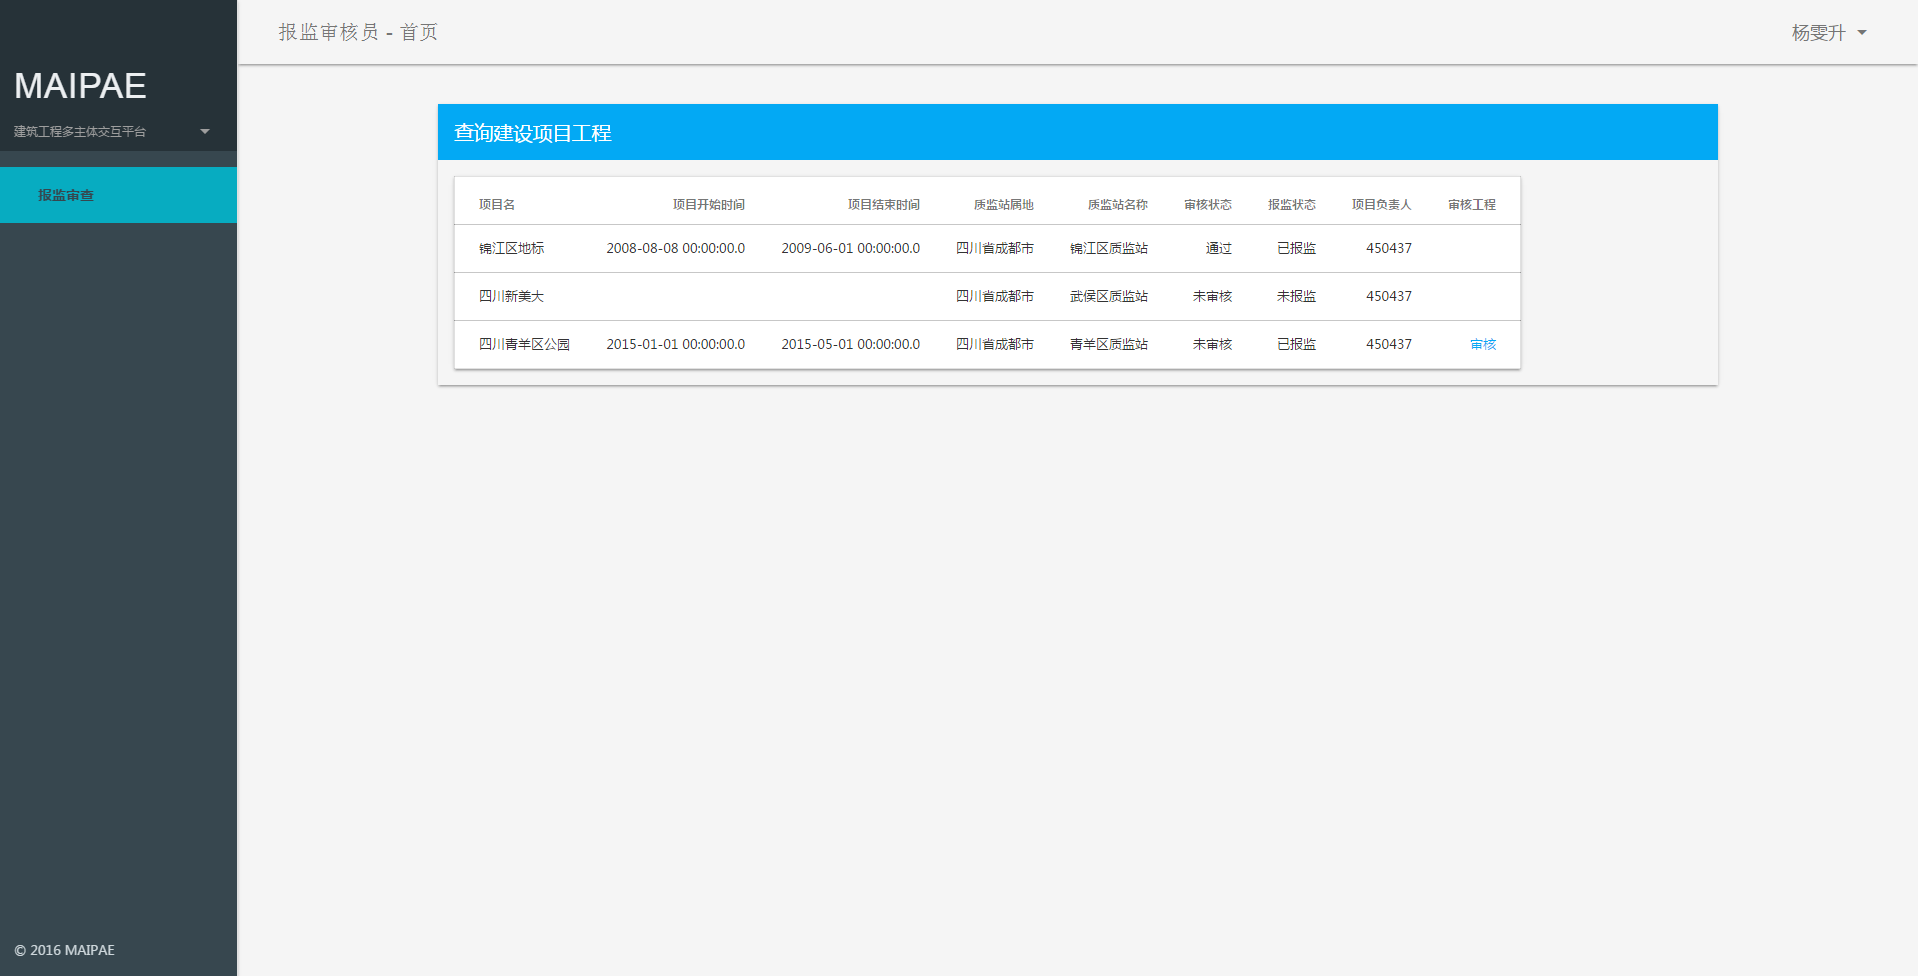 MAIPAE
建筑工程多主体交互平台
报监审查
© 2016 MAIPAE
报监审核员 - 首页
杨雯升
查询建设项目工程
项目名 项目开始时间 项目结束时间 质监站属地 质监站名称 审核状态 报监状态 项目负责人 审核工程
锦江区地标 2008-08-08 00:00:00.0 2009-06-01 00:00:00.0 四川省成都市 锦江区质监站 通过 已报监 450437
四川新美大 四川省成都市 武侯区质监站 未审核 未报监 450437
四川青羊区公园 2015-01-01 00:00:00.0 2015-05-01 00:00:00.0 四川省成都市 青羊区质监站 未审核 已报监 450437 审核